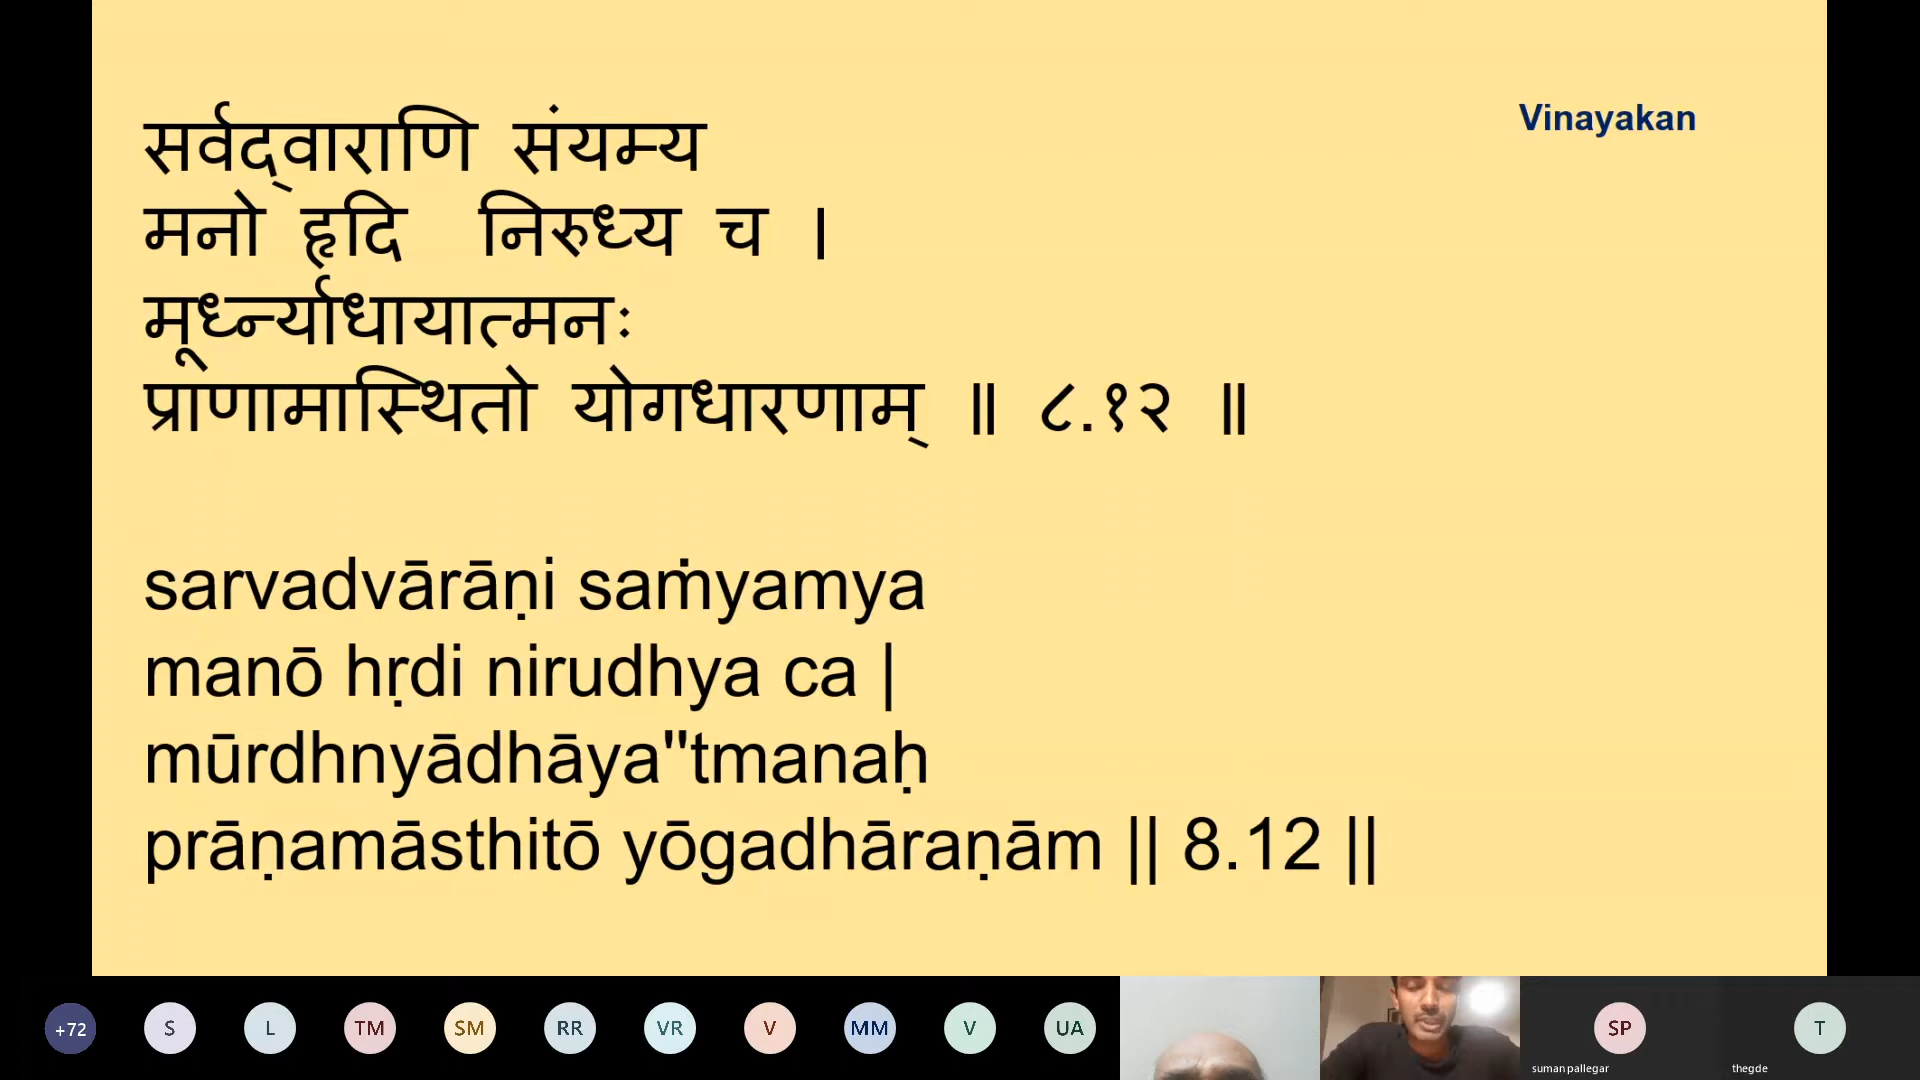 सर्वद्‌वाराणि संयम्य
मनो हृदि निरुध्य च ।
मूर्ध्न्याधायात्मनः
प्राणामास्थितो योगधारणाम् ॥ ८.१२ ॥
Vinayakan
sarvadvārāṇi saṁyamya
manō hṛdi nirudhya ca |
mūrdhnyādhāya"tmanaḥ
prāṇamāsthitō yōgadhāraṇām || 8.12 ||
+72 S L TM SM RR VR V MM V UA SP T
suman pallegar thegde